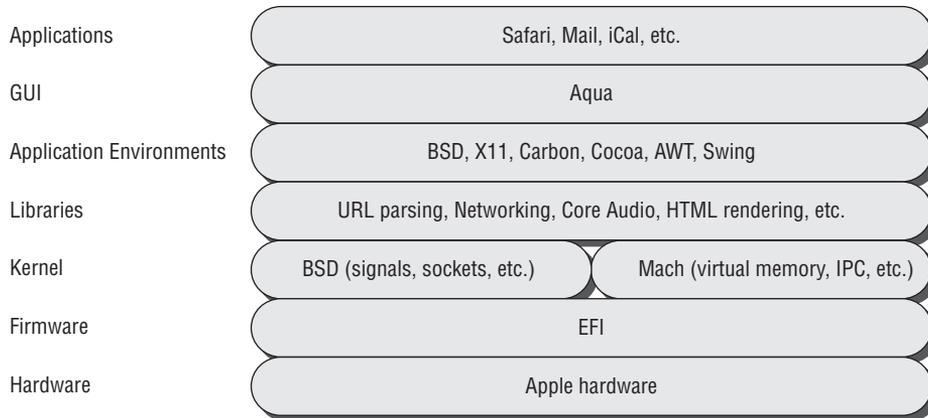 Applications Safari, Mail, iCal, etc.
GUI Aqua
Application Environments BSD, X11, Carbon, Cocoa, AWT, Swing
Libraries URL parsing, Networking, Core Audio, HTML rendering, etc.
Kernel BSD (signals, sockets, etc.) Mach (virtual memory, IPC, etc.)
Firmware EFI
Hardware Apple hardware